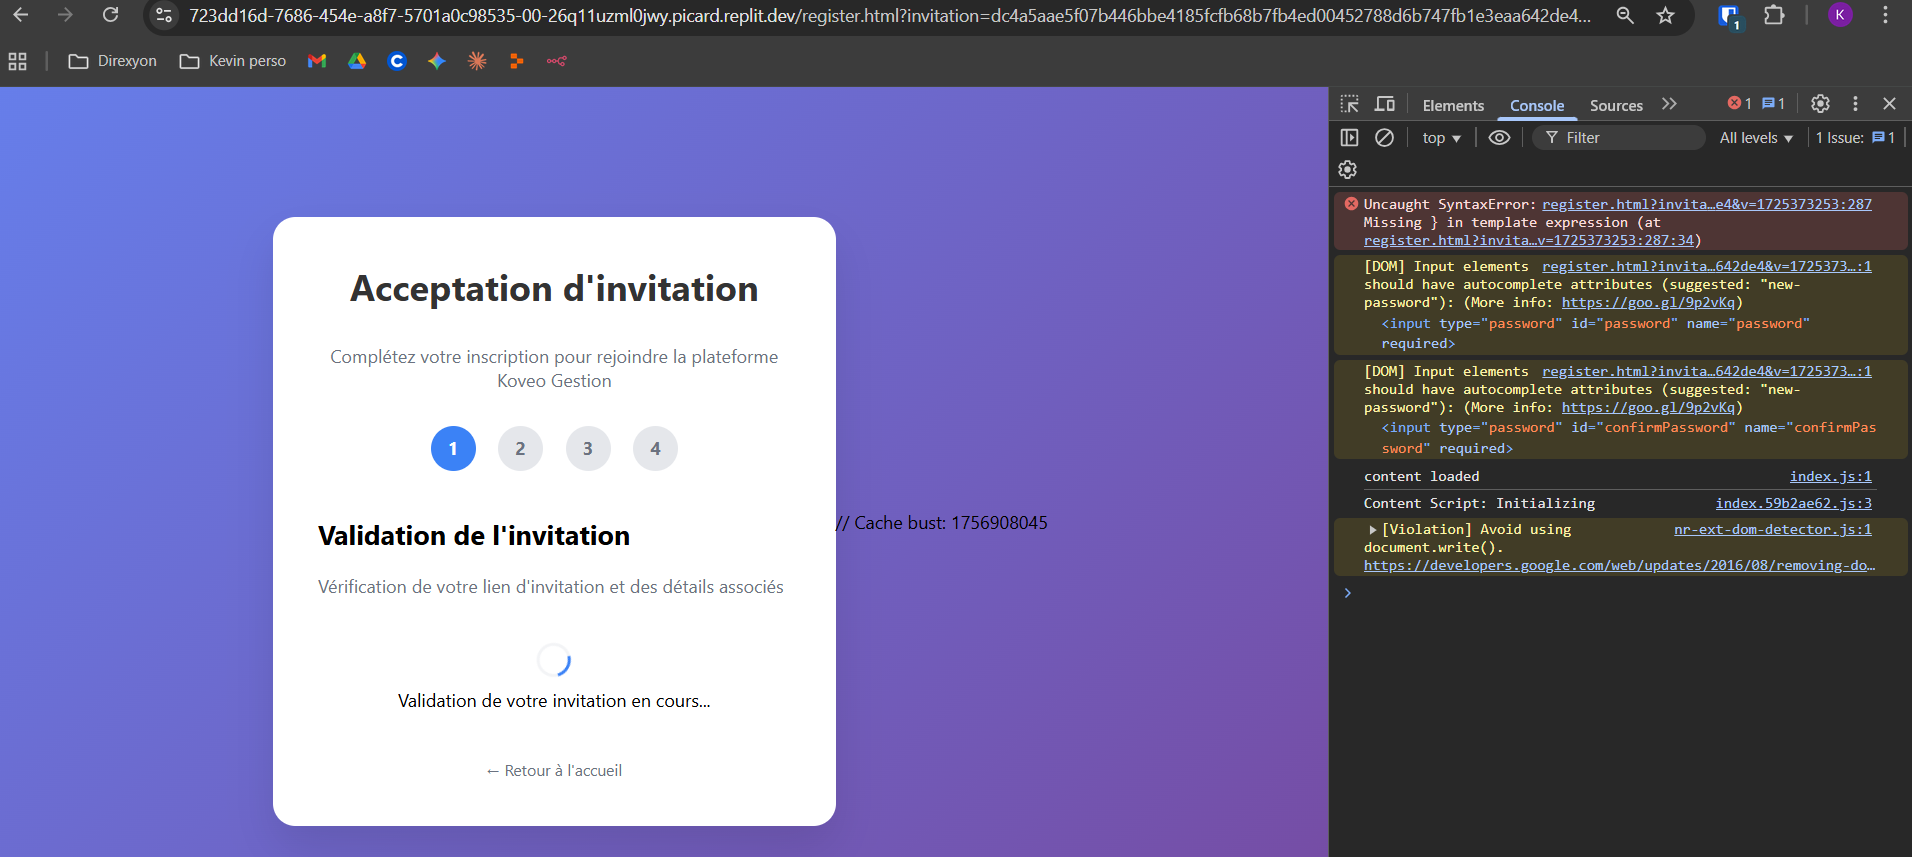 723dd16d-7686-454e-a8f7-5701a0c98535-00-26q11uzml0jwy.picard.replit.dev/register.html?invitation=dc4a5aae5f07b446bbe4185fcfb68b7fb4ed00452788d6b747fb1e3eaa642de4...
1
K
Direxyon
Kevin perso
Acceptation d'invitation
Complétez votre inscription pour rejoindre la plateforme
Koveo Gestion
1 2 3 4
Validation de l'invitation
Vérification de votre lien d'invitation et des détails associés
Validation de votre invitation en cours...
← Retour à l'accueil
// Cache bust: 1756908045
Elements Console Sources 1 1
top Filter All levels 1 Issue: 1
Uncaught SyntaxError: register.html?invita…e4&v=1725373253:287
Missing } in template expression (at
register.html?invita…v=1725373253:287:34)
[DOM] Input elements register.html?invita…642de4&v=1725373…:1
should have autocomplete attributes (suggested: "new-
password"): (More info: https://goo.gl/9p2vKq)
<input type="password" id="password" name="password"
required>
[DOM] Input elements register.html?invita…642de4&v=1725373…:1
should have autocomplete attributes (suggested: "new-
password"): (More info: https://goo.gl/9p2vKq)
<input type="password" id="confirmPassword" name="confirmPas
sword" required>
content loaded index.js:1
Content Script: Initializing index.59b2ae62.js:3
[Violation] Avoid using nr-ext-dom-detector.js:1
document.write().
https://developers.google.com/web/updates/2016/08/removing-do…